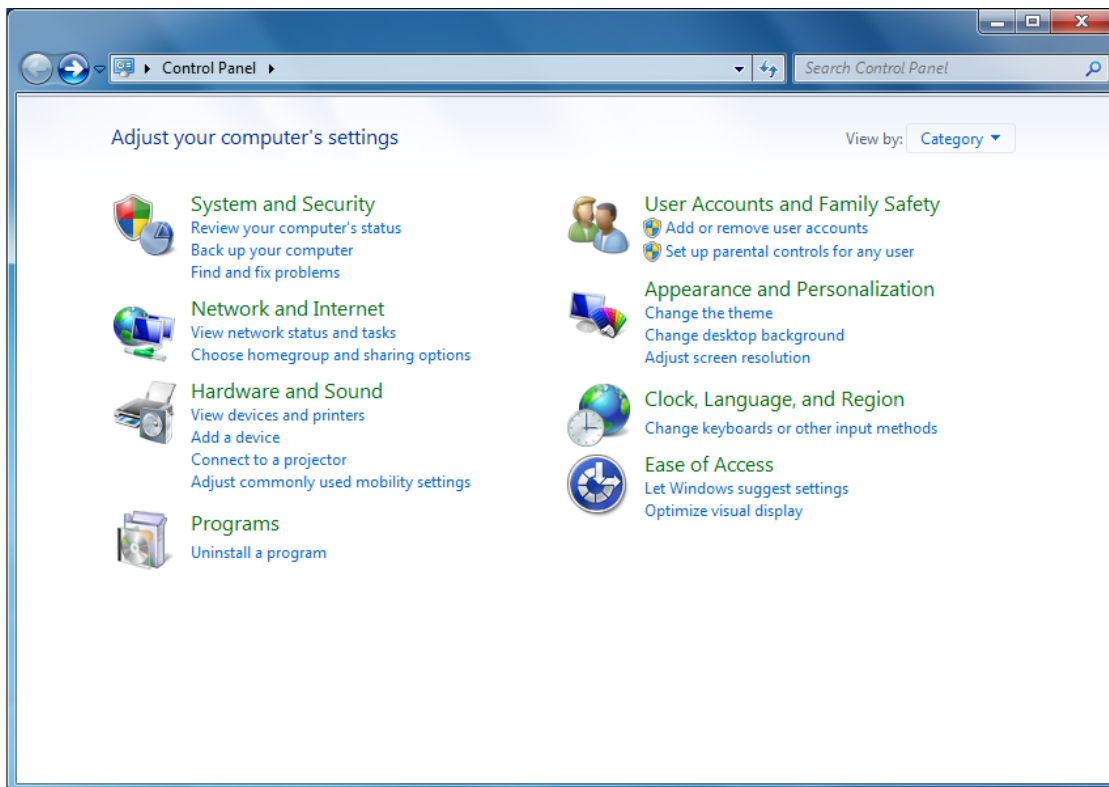 Control Panel
Search Control Panel
Adjust your computer's settings
View by: Category
System and Security
Review your computer's status
Back up your computer
Find and fix problems
Network and Internet
View network status and tasks
Choose homegroup and sharing options
Hardware and Sound
View devices and printers
Add a device
Connect to a projector
Adjust commonly used mobility settings
Programs
Uninstall a program
User Accounts and Family Safety
Add or remove user accounts
Set up parental controls for any user
Appearance and Personalization
Change the theme
Change desktop background
Adjust screen resolution
Clock, Language, and Region
Change keyboards or other input methods
Ease of Access
Let Windows suggest settings
Optimize visual display